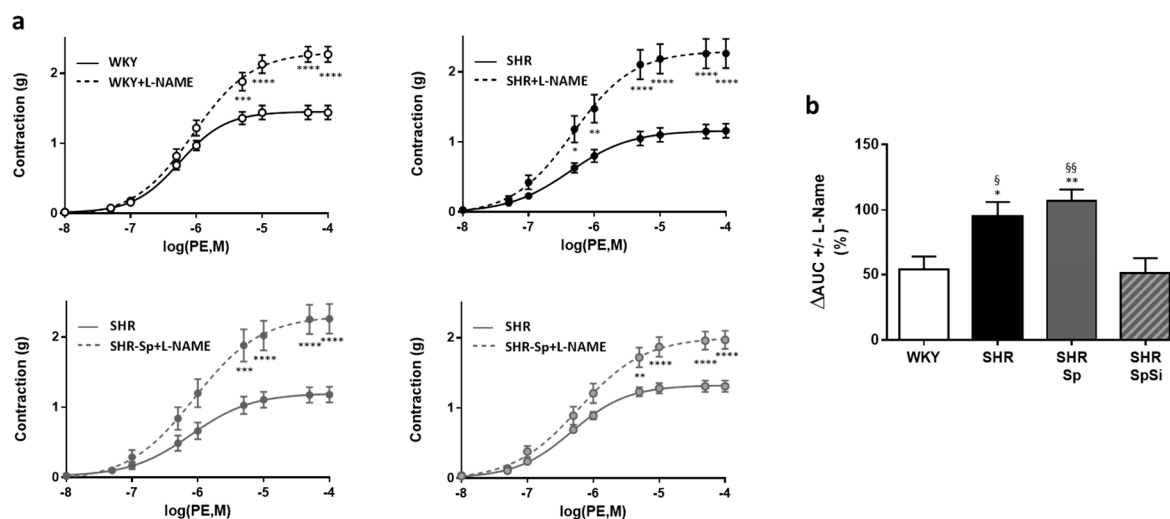 a
WKY
WKY+L-NAME
Contraction (g)
2
1
0
***
****
****
****
-8 -7 -6 -5 -4
log(PE,M)
SHR
SHR+L-NAME
Contraction (g)
2
1
0
*
**
****
****
****
****
-8 -7 -6 -5 -4
log(PE,M)
SHR
SHR-Sp+L-NAME
Contraction (g)
2
1
0
***
****
****
****
-8 -7 -6 -5 -4
log(PE,M)
SHR
SHR-Sp+L-NAME
Contraction (g)
2
1
0
**
****
****
****
-8 -7 -6 -5 -4
log(PE,M)
b
ΔAUC +/- L-Name
(%)
150
100
50
0
§
*
§§
**
WKY SHR SHR SHR
Sp SpSi